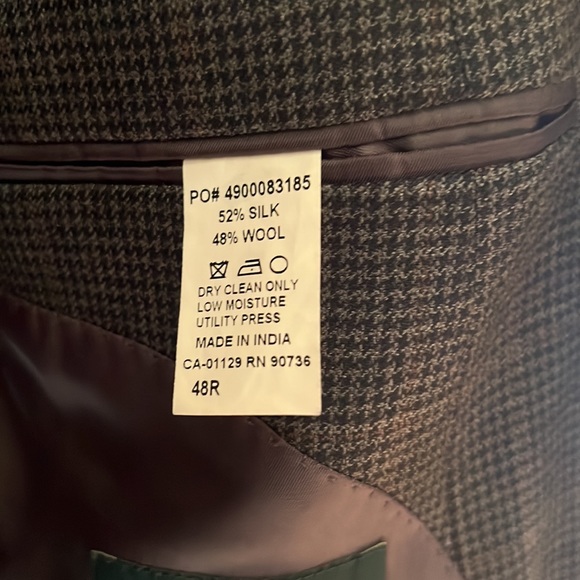 PO# 4900083185
52% SILK
48% WOOL
DRY CLEAN ONLY
LOW MOISTURE
UTILITY PRESS
MADE IN INDIA
CA-01129 RN 90736
48R